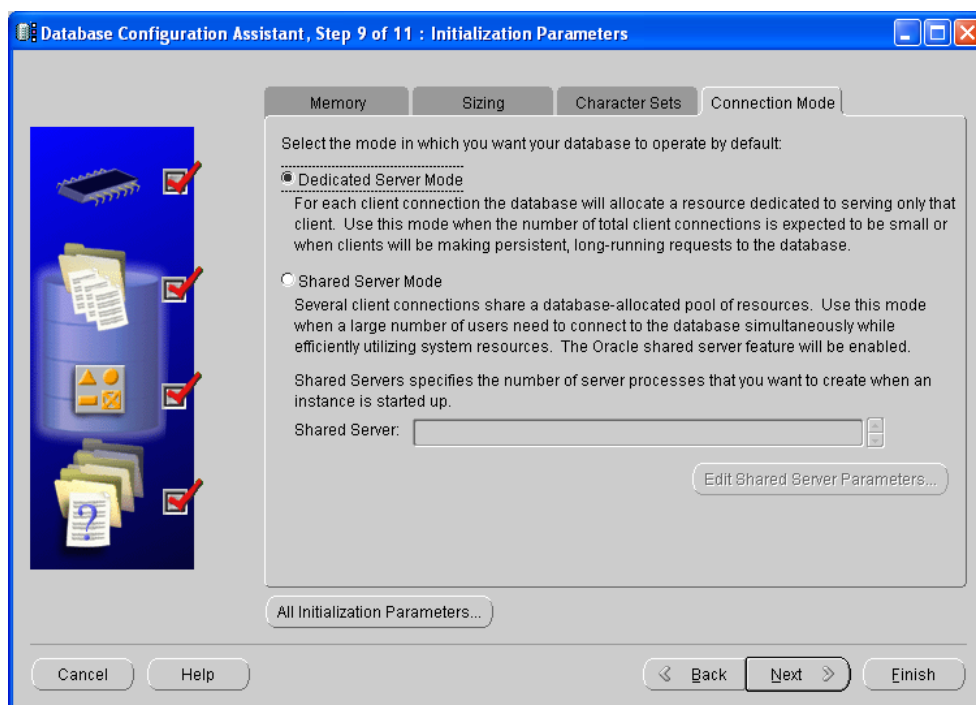 Database Configuration Assistant, Step 9 of 11 : Initialization Parameters
Memory
Sizing
Character Sets
Connection Mode
Select the mode in which you want your database to operate by default:
Dedicated Server Mode
For each client connection the database will allocate a resource dedicated to serving only that
client. Use this mode when the number of total client connections is expected to be small or
when clients will be making persistent, long-running requests to the database.
Shared Server Mode
Several client connections share a database-allocated pool of resources. Use this mode
when a large number of users need to connect to the database simultaneously while
efficiently utilizing system resources. The Oracle shared server feature will be enabled.
Shared Servers specifies the number of server processes that you want to create when an
instance is started up.
Shared Server:
Edit Shared Server Parameters...
?
All Initialization Parameters...
Cancel
Help
Back
Next
Finish